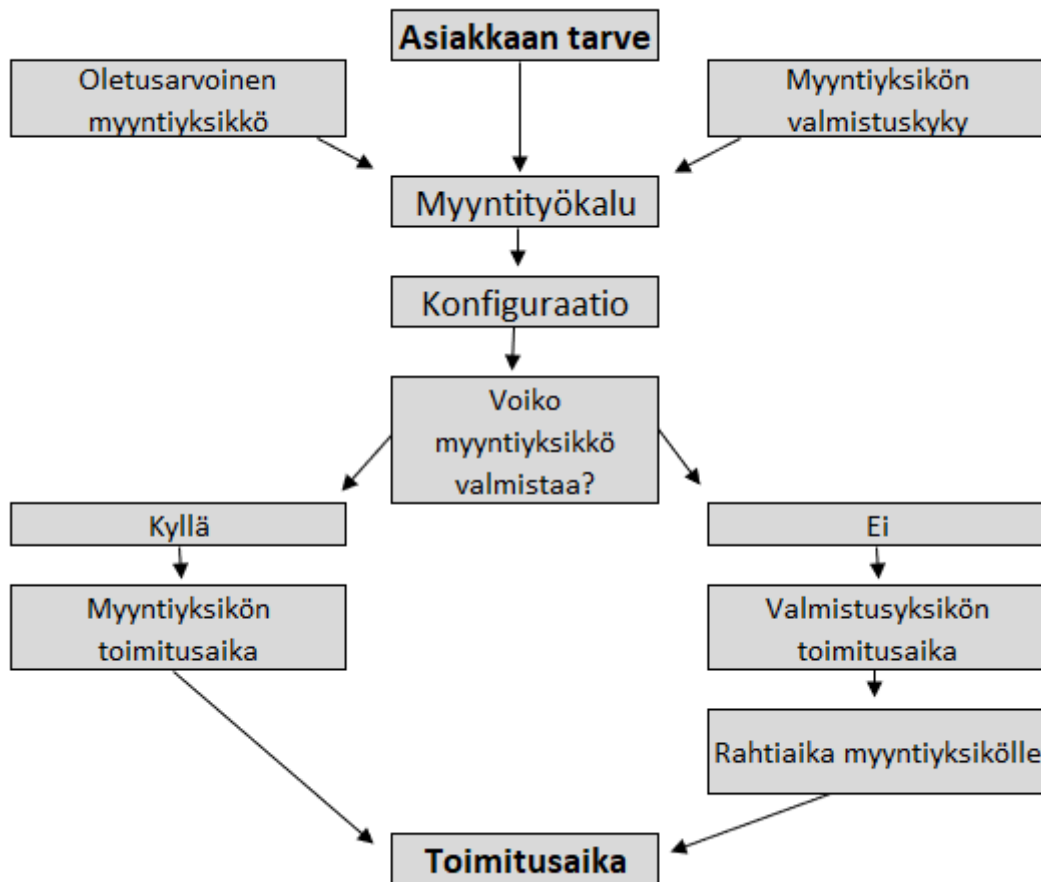 Asiakkaan tarve
Oletusarvoinen
myyntiyksikkö
Myyntiyksikön
valmistuskyky
Myyntityökalu
Konfiguraatio
Voiko
myyntiyksikkö
valmistaa?
Kyllä
Ei
Myyntiyksikön
toimitusaika
Valmistusyksikön
toimitusaika
Rahtiaika myyntiyksikölle
Toimitusaika